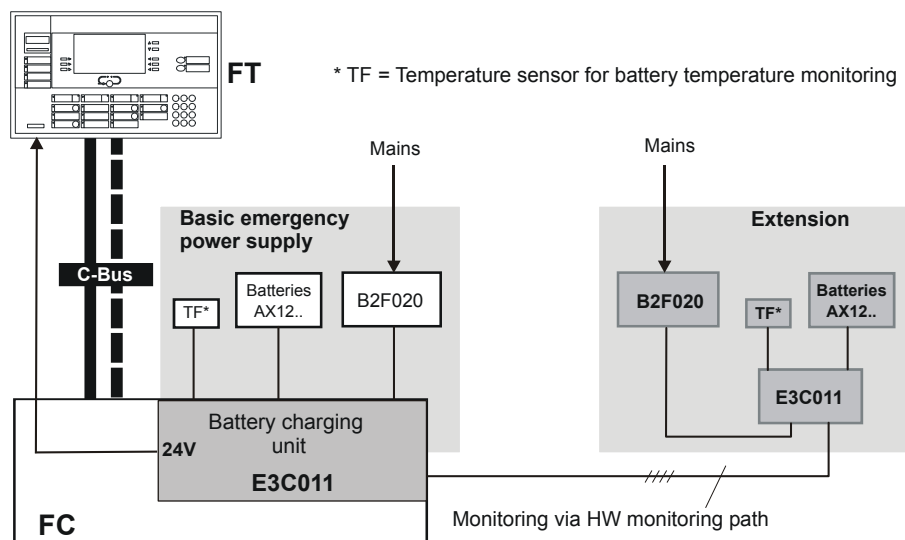 FT
* TF = Temperature sensor for battery temperature monitoring
Mains
Mains
Basic emergency
power supply
Extension
C-Bus
TF*
Batteries
AX12..
B2F020
B2F020
TF*
Batteries
AX12..
E3C011
Battery charging
unit
24V
E3C011
FC
Monitoring via HW monitoring path